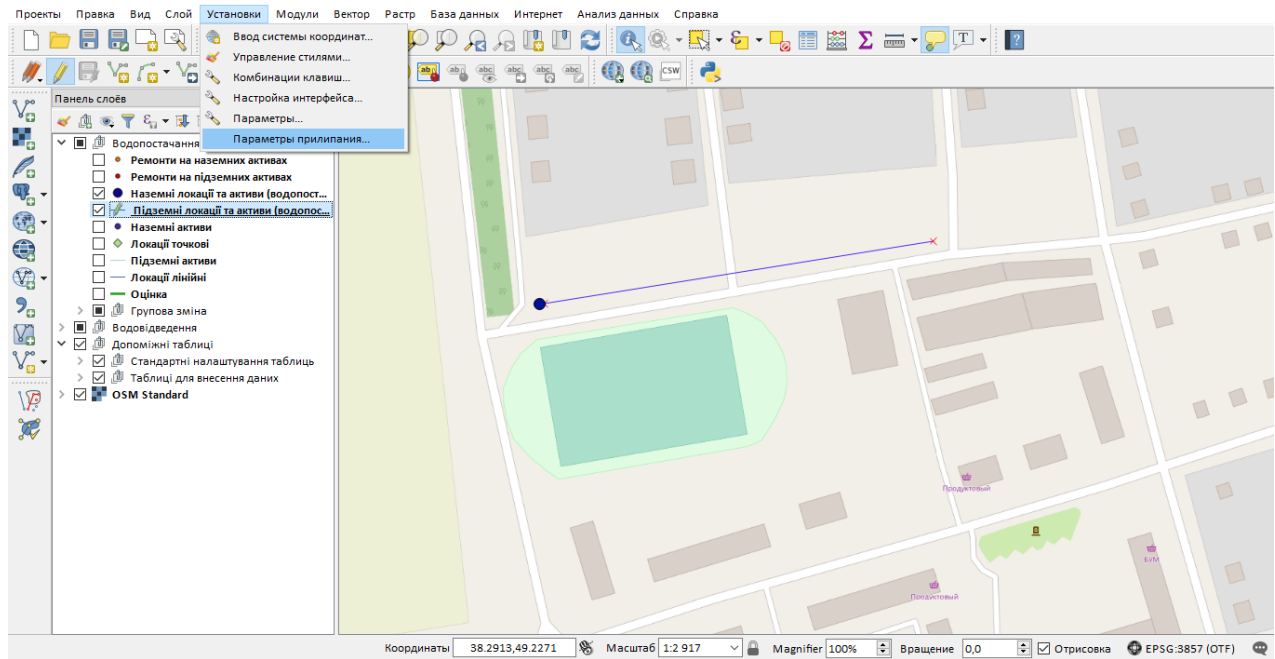 Проекты Правка Вид Слой Установки Модули Вектор Растр База данных Интернет Анализ данных Справка
Ввод системы координат...
Управление стилями...
Комбинации клавиш...
Настройка интерфейса...
Параметры...
Параметры прилипания...
CSW
Панель слоёв
Водопостачання
Ремонти на наземних активах
Ремонти на підземних активах
Наземні локації та активи (водопост...
Підземні локації та активи (водопос...
Наземні активи
Локації точкові
Підземні активи
Локації лінійні
Оцінка
Групова зміна
Водовідведення
Допоміжні таблиці
Стандартні налаштування таблиць
Таблиці для внесення даних
OSM Standard
Продуктовый
БУМ
Продуктовый
Координаты 38.2913,49.2271 Масштаб 1:2 917 Magnifier 100% Вращение 0,0 Отрисовка EPSG:3857 (OTF)